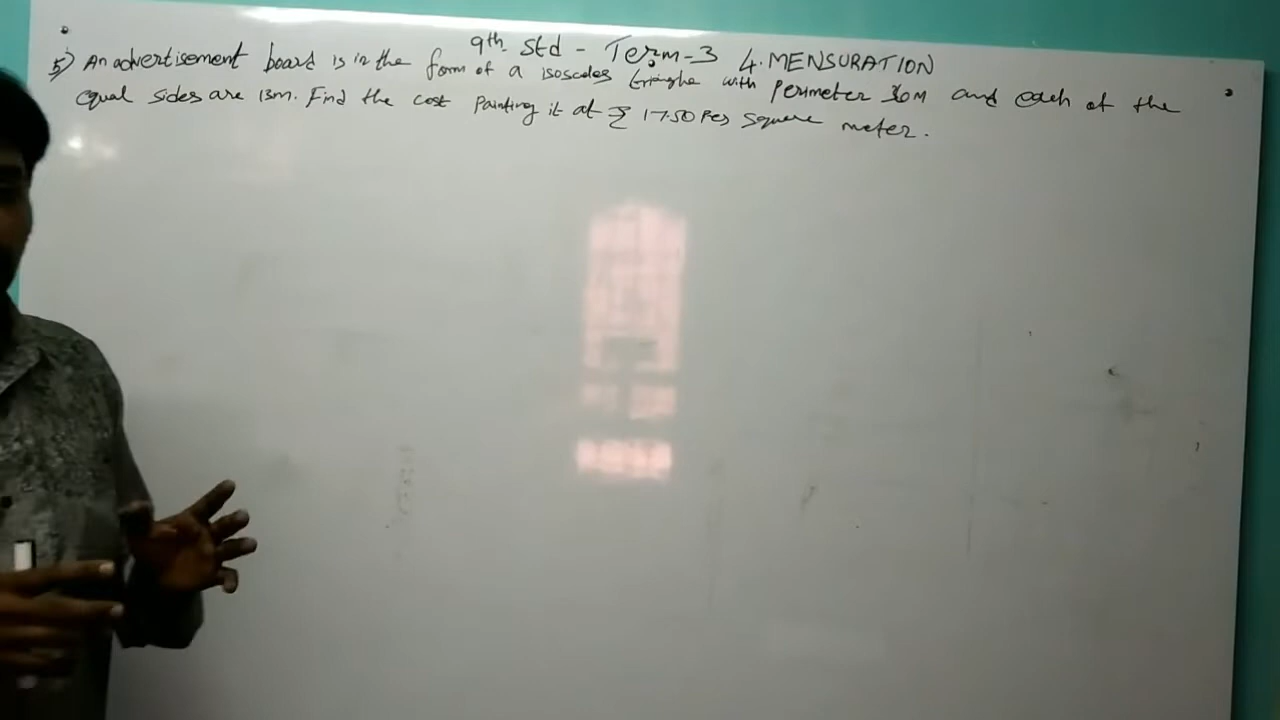 9th Std - Term-3 4. MENSURATION
5) An advertisement board is in the form of a isosceles triangle with perimeter 36M and each of the
equal sides are 13m. Find the cost painting it at ₹ 17.50 Per square meter.